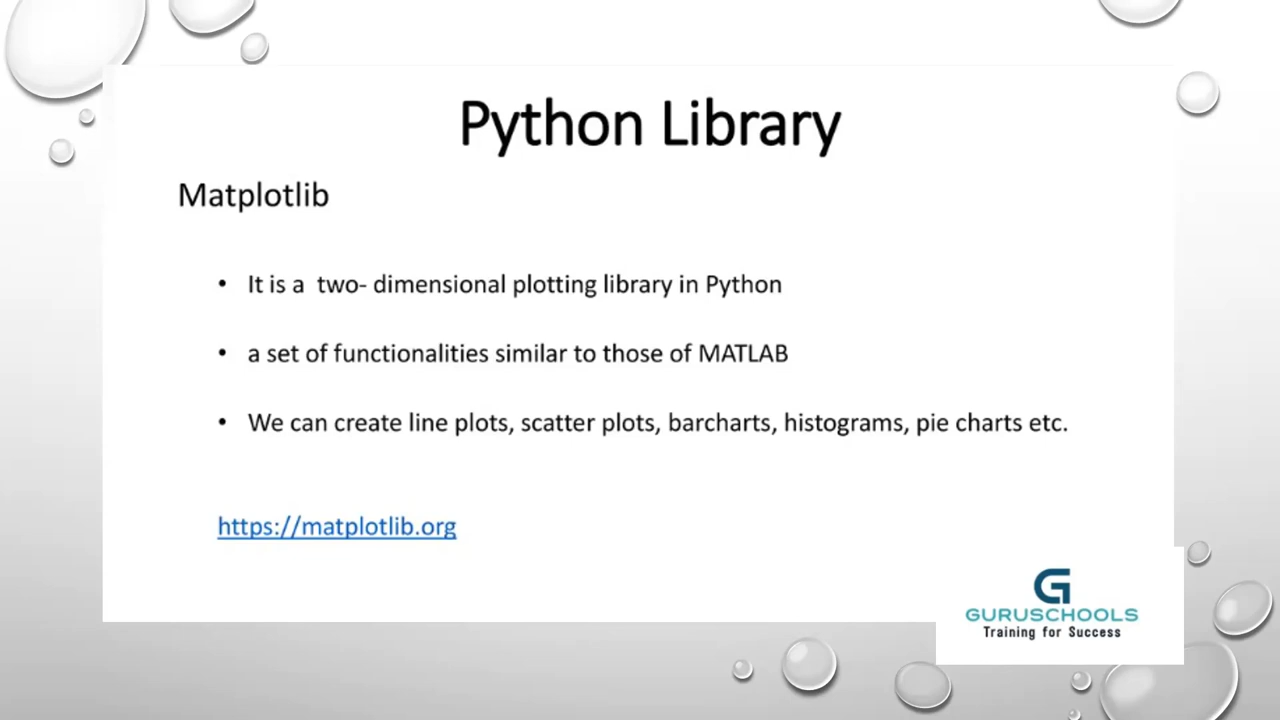 Python Library
Matplotlib
• It is a  two- dimensional plotting library in Python
• a set of functionalities similar to those of MATLAB
• We can create line plots, scatter plots, barcharts, histograms, pie charts etc.
https://matplotlib.org
G
GURUSCHOOLS
Training for Success